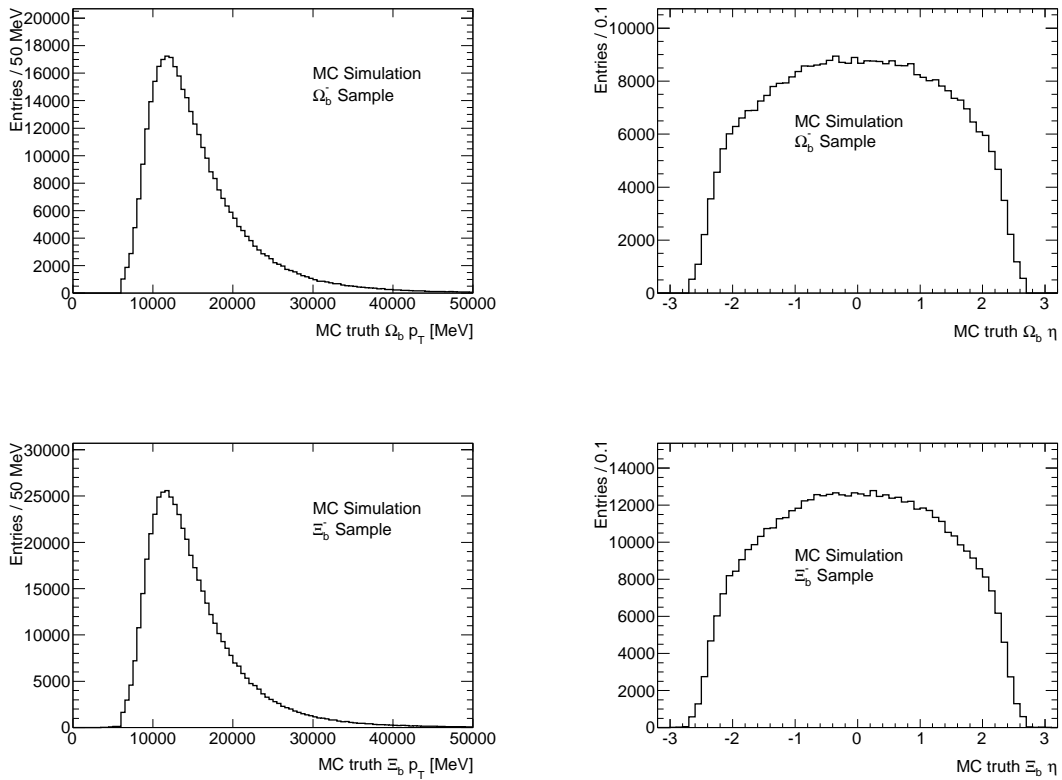 Entries / 50 MeV
20000
18000
16000
14000
12000
10000
8000
6000
4000
2000
0
MC Simulation
Ω_b^- Sample
0 10000 20000 30000 40000 50000
MC truth Ω_b p_T [MeV]
Entries / 0.1
10000
8000
6000
4000
2000
0
MC Simulation
Ω_b^- Sample
-3 -2 -1 0 1 2 3
MC truth Ω_b η
Entries / 50 MeV
30000
25000
20000
15000
10000
5000
0
MC Simulation
Ξ_b^- Sample
0 10000 20000 30000 40000 50000
MC truth Ξ_b p_T [MeV]
Entries / 0.1
14000
12000
10000
8000
6000
4000
2000
0
MC Simulation
Ξ_b^- Sample
-3 -2 -1 0 1 2 3
MC truth Ξ_b η